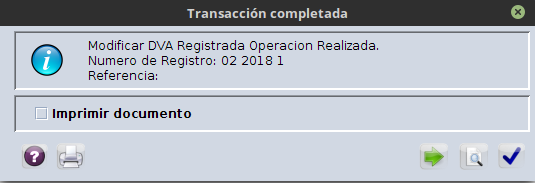 Transacción completada
Modificar DVA Registrada Operacion Realizada.
Numero de Registro: 02 2018 1
Referencia:
Imprimir documento